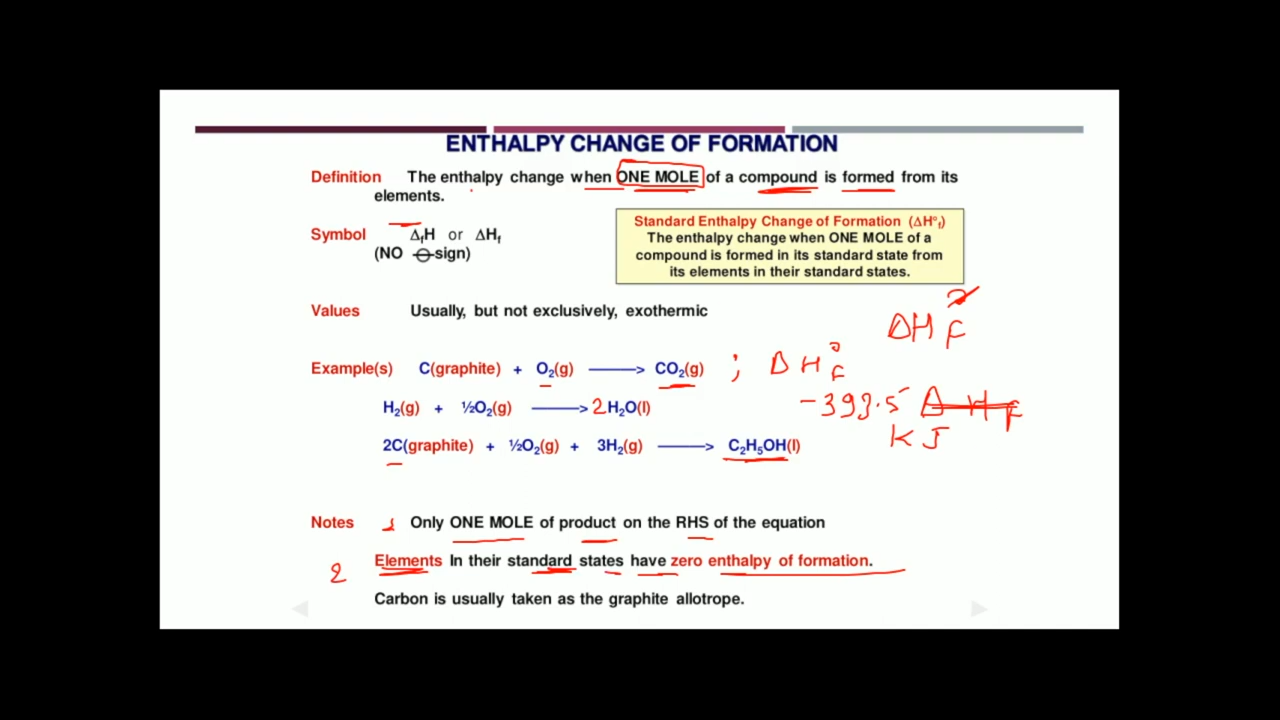 ENTHALPY CHANGE OF FORMATION
Definition The enthalpy change when ONE MOLE of a compound is formed from its
elements.
Standard Enthalpy Change of Formation (ΔH°f)
The enthalpy change when ONE MOLE of a
compound is formed in its standard state from
its elements in their standard states.
Symbol ΔfH or ΔHf
(NO ⦵ sign)
Values Usually, but not exclusively, exothermic
ΔHF
Example(s) C(graphite) + O₂(g) ———> CO₂(g) ; ΔH°F
H₂(g) + ½O₂(g) ———> 2H₂O(l) -393.5 ΔHF
KJ
2C(graphite) + ½O₂(g) + 3H₂(g) ———> C₂H₅OH(l)
Notes 1 Only ONE MOLE of product on the RHS of the equation
2 Elements In their standard states have zero enthalpy of formation.
Carbon is usually taken as the graphite allotrope.